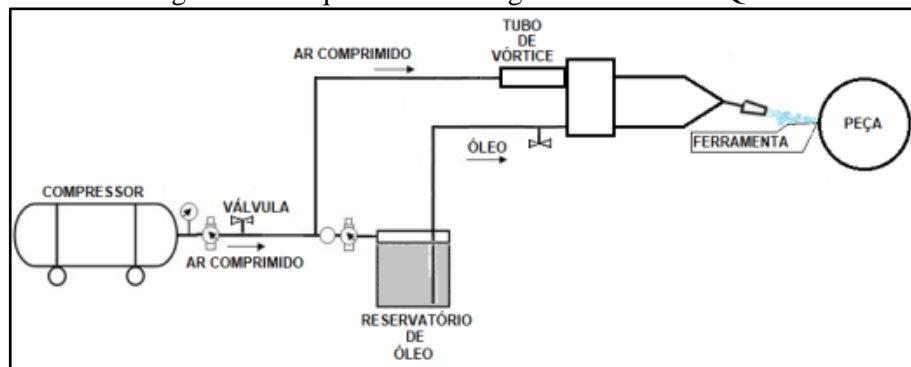 TUBO
DE
VÓRTICE
AR COMPRIMIDO
ÓLEO
FERRAMENTA
PEÇA
COMPRESSOR
VÁLVULA
AR COMPRIMIDO
RESERVATÓRIO
DE
ÓLEO